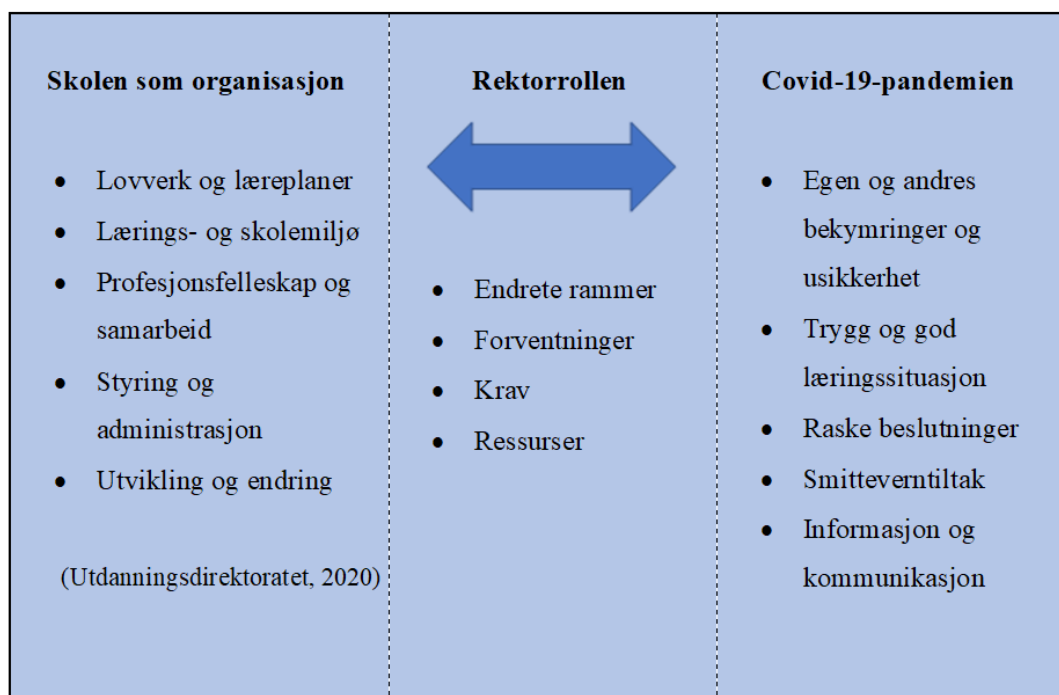 Skolen som organisasjon
• Lovverk og læreplaner
• Lærings- og skolemiljø
• Profesjonsfelleskap og
samarbeid
• Styring og
administrasjon
• Utvikling og endring
(Utdanningsdirektoratet, 2020)
Rektorrollen
• Endrete rammer
• Forventninger
• Krav
• Ressurser
Covid-19-pandemien
• Egen og andres
bekymringer og
usikkerhet
• Trygg og god
læringssituasjon
• Raske beslutninger
• Smitteverntiltak
• Informasjon og
kommunikasjon